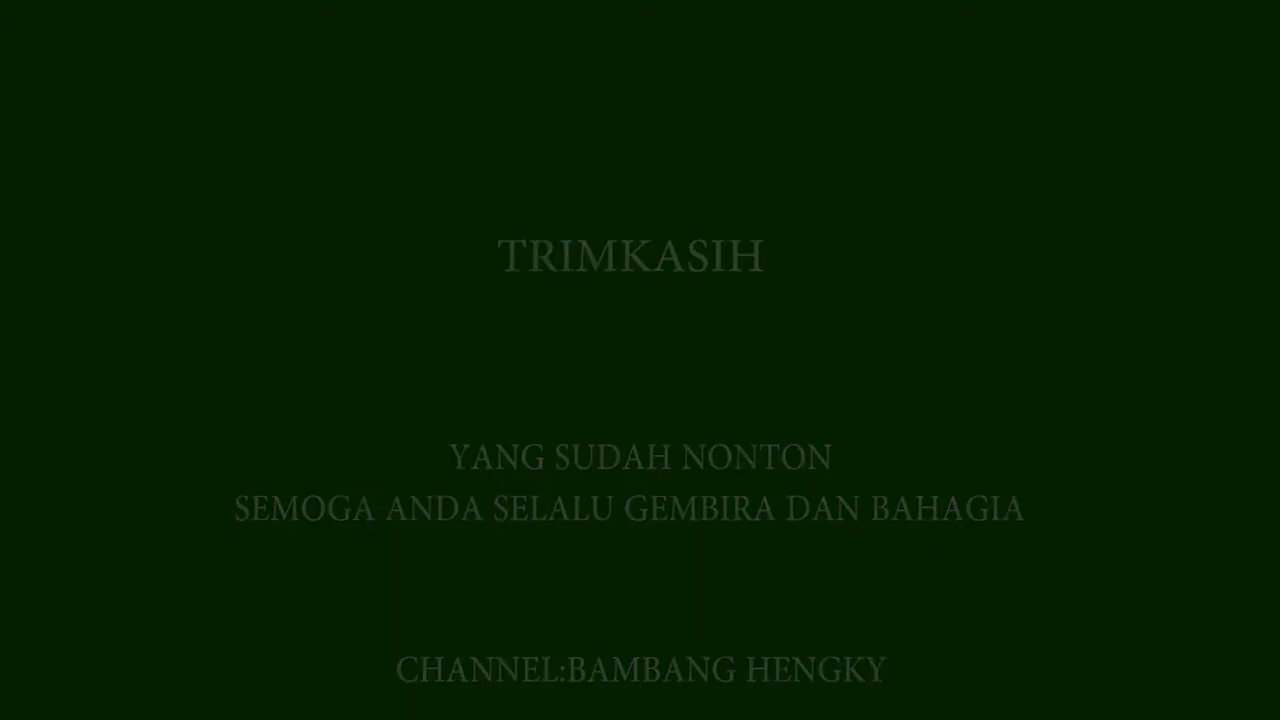 TRIMKASIH
YANG SUDAH NONTON
SEMOGA ANDA SELALU GEMBIRA DAN BAHAGIA
CHANNEL:BAMBANG HENGKY